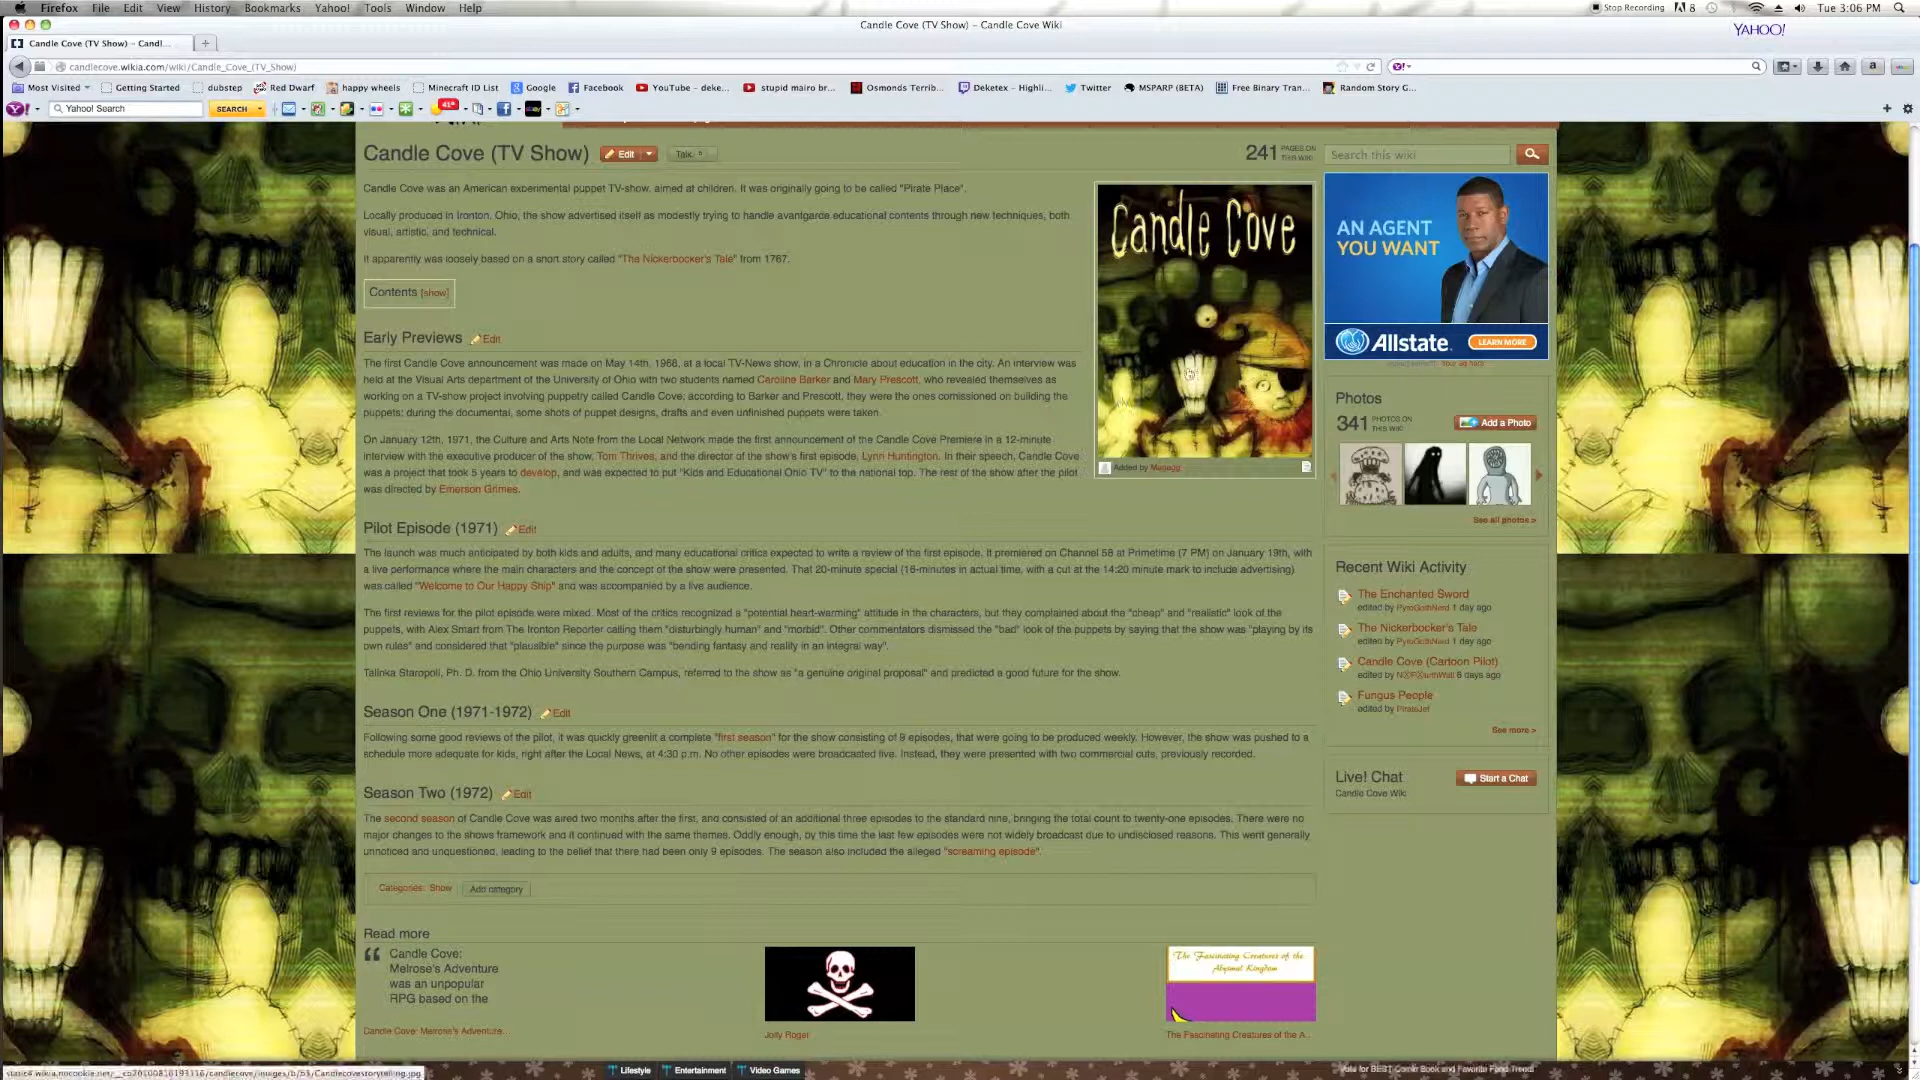 Firefox File Edit View History Bookmarks Yahoo! Tools Window Help
Stop Recording 8 Tue 3:06 PM
Candle Cove (TV Show) – Candle Cove Wiki
Candle Cove (TV Show) – Candl...
YAHOO!
candlecove.wikia.com/wiki/Candle_Cove_(TV_Show)
Most Visited Getting Started dubstep Red Dwarf happy wheels Minecraft ID List Google Facebook YouTube - deke... stupid mairo br... Osmonds Terrib... Deketex - Highli... Twitter MSPARP (BETA) Free Binary Tran... Random Story G...
Yahoo! Search SEARCH 41°
Candle Cove (TV Show) Edit Talk
241 PAGES ON THIS WIKI
Search this wiki
Candle Cove was an American experimental puppet TV-show, aimed at children. It was originally going to be called "Pirate Place".
Locally produced in Ironton, Ohio, the show advertised itself as modestly trying to handle avantgarde educational contents through new techniques, both
visual, artistic, and technical.
It apparently was loosely based on a short story called "The Nickerbocker's Tale" from 1767.
Contents [show]
Candle Cove
Added by
Early Previews Edit
The first Candle Cove announcement was made on May 14th, 1968, at a local TV-News show, in a Chronicle about education in the city. An interview was
held at the Visual Arts department of the University of Ohio with two students named Caroline Barker and Mary Prescott, who revealed themselves as
working on a TV-show project involving puppetry called Candle Cove; according to Barker and Prescott, they were the ones comissioned on building the
puppets; during the documental, some shots of puppet designs, drafts and even unfinished puppets were taken.
On January 12th, 1971, the Culture and Arts Note from the Local Network made the first announcement of the Candle Cove Premiere in a 12-minute
interview with the executive producer of the show, Tom Thrives, and the director of the show's first episode, Lynn Huntington. In their speech, Candle Cove
was a project that took 5 years to develop, and was expected to put "Kids and Educational Ohio TV" to the national top. The rest of the show after the pilot
was directed by Emerson Grimes.
Pilot Episode (1971) Edit
The launch was much anticipated by both kids and adults, and many educational critics expected to write a review of the first episode. It premiered on Channel 58 at Primetime (7 PM) on January 19th, with
a live performance where the main characters and the concept of the show were presented. That 20-minute special (16-minutes in actual time, with a cut at the 14:20 minute mark to include advertising)
was called "Welcome to Our Happy Ship" and was accompanied by a live audience.
The first reviews for the pilot episode were mixed. Most of the critics recognized a "potential heart-warming" attitude in the characters, but they complained about the "cheap" and "realistic" look of the
puppets, with Alex Smart from The Ironton Reporter calling them "disturbingly human" and "morbid". Other commentators dismissed the "bad" look of the puppets by saying that the show was "playing by its
own rules" and considered that "plausible" since the purpose was "bending fantasy and reality in an integral way".
Talinka Staropoli, Ph. D. from the Ohio University Southern Campus, referred to the show as "a genuine original proposal" and predicted a good future for the show.
Season One (1971-1972) Edit
Following some good reviews of the pilot, it was quickly greenlit a complete "first season" for the show consisting of 9 episodes, that were going to be produced weekly. However, the show was pushed to a
schedule more adequate for kids, right after the Local News, at 4:30 p.m. No other episodes were broadcasted live. Instead, they were presented with two commercial cuts, previously recorded.
Season Two (1972) Edit
The second season of Candle Cove was aired two months after the first, and consisted of an additional three episodes to the standard nine, bringing the total count to twenty-one episodes. There were no
major changes to the shows framework and it continued with the same themes. Oddly enough, by this time the last few episodes were not widely broadcast due to undisclosed reasons. This went generally
unnoticed and unquestioned, leading to the belief that there had been only 9 episodes. The season also included the alleged "screaming episode".
Categories: Show Add category
Read more
Candle Cove:
Melrose's Adventure
was an unpopular
RPG based on the
Candle Cove: Melrose's Adventure...
Jolly Roger
The Fascinating Creatures of the
Abysmal Kingdom
The Fascinating Creatures of the A...
AN AGENT
YOU WANT
Allstate. LEARN MORE
Your ad here
Photos
341 PHOTOS ON THIS WIKI Add a Photo
See all photos >
Recent Wiki Activity
The Enchanted Sword
edited by PyroGothNerd 1 day ago
The Nickerbocker's Tale
edited by PyroGothNerd 1 day ago
Candle Cove (Cartoon Pilot)
6 days ago
Fungus People
edited by PirateJef
See more >
Live! Chat Start a Chat
Candle Cove Wiki
Lifestyle Entertainment Video Games
Vote for BEST Comic Book and Favorite Food Trend